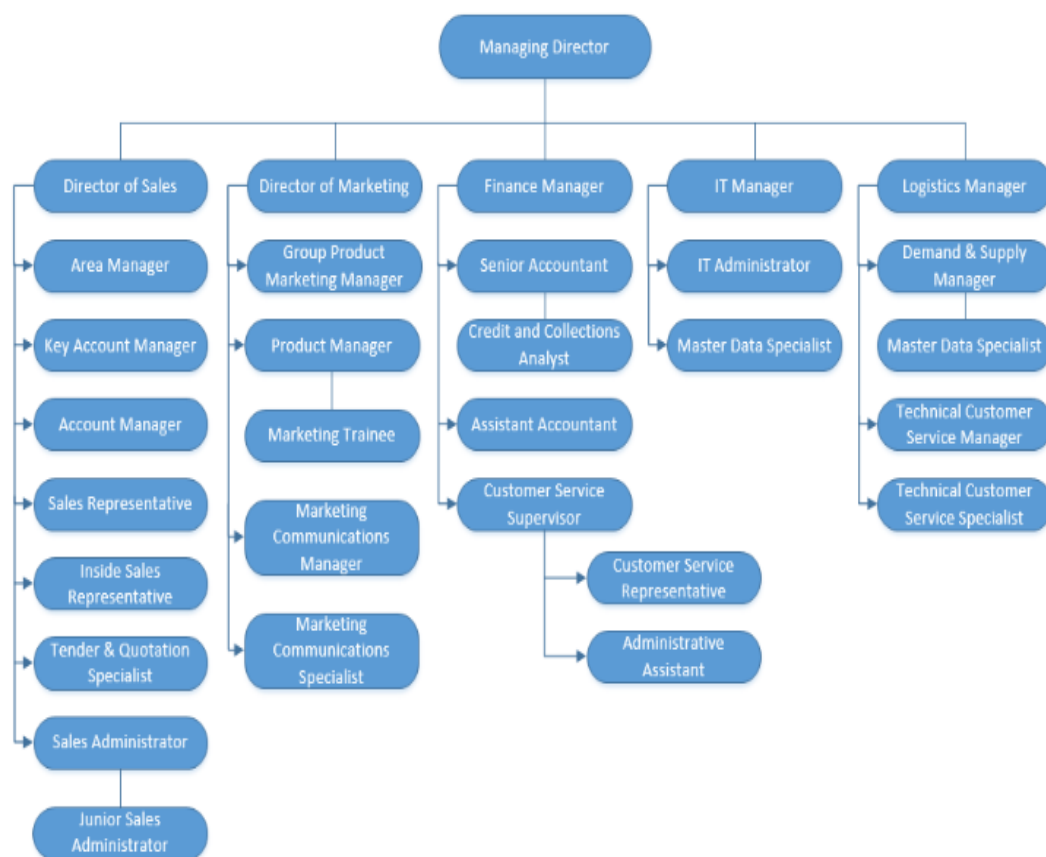 Managing Director
Director of Sales
Area Manager
Key Account Manager
Account Manager
Sales Representative
Inside Sales
Representative
Tender & Quotation
Specialist
Sales Administrator
Junior Sales
Administrator
Director of Marketing
Group Product
Marketing Manager
Product Manager
Marketing Trainee
Marketing
Communications
Manager
Marketing
Communications
Specialist
Finance Manager
Senior Accountant
Credit and Collections
Analyst
Assistant Accountant
Customer Service
Supervisor
Customer Service
Representative
Administrative
Assistant
IT Manager
IT Administrator
Master Data Specialist
Logistics Manager
Demand & Supply
Manager
Master Data Specialist
Technical Customer
Service Manager
Technical Customer
Service Specialist